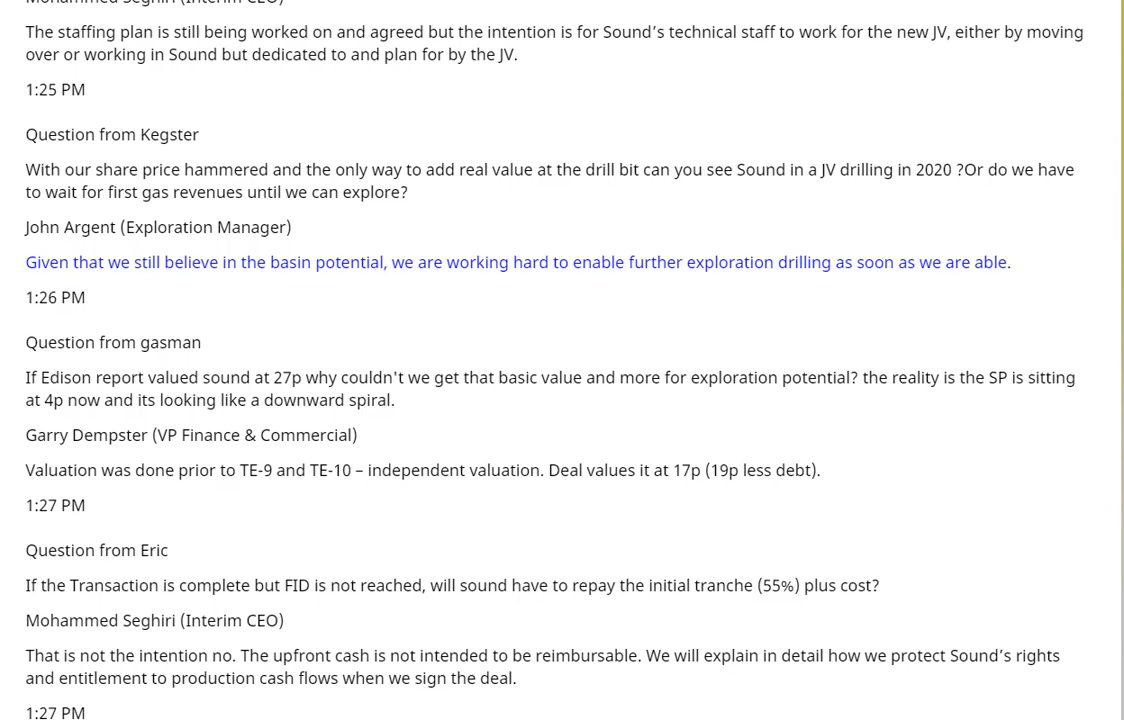 Mohammed Seghiri (Interim CEO)
The staffing plan is still being worked on and agreed but the intention is for Sound's technical staff to work for the new JV, either by moving
over or working in Sound but dedicated to and plan for by the JV.
1:25 PM
Question from Kegster
With our share price hammered and the only way to add real value at the drill bit can you see Sound in a JV drilling in 2020 ?Or do we have
to wait for first gas revenues until we can explore?
John Argent (Exploration Manager)
Given that we still believe in the basin potential, we are working hard to enable further exploration drilling as soon as we are able.
1:26 PM
Question from gasman
If Edison report valued sound at 27p why couldn't we get that basic value and more for exploration potential? the reality is the SP is sitting
at 4p now and its looking like a downward spiral.
Garry Dempster (VP Finance & Commercial)
Valuation was done prior to TE-9 and TE-10 – independent valuation. Deal values it at 17p (19p less debt).
1:27 PM
Question from Eric
If the Transaction is complete but FID is not reached, will sound have to repay the initial tranche (55%) plus cost?
Mohammed Seghiri (Interim CEO)
That is not the intention no. The upfront cash is not intended to be reimbursable. We will explain in detail how we protect Sound's rights
and entitlement to production cash flows when we sign the deal.
1:27 PM